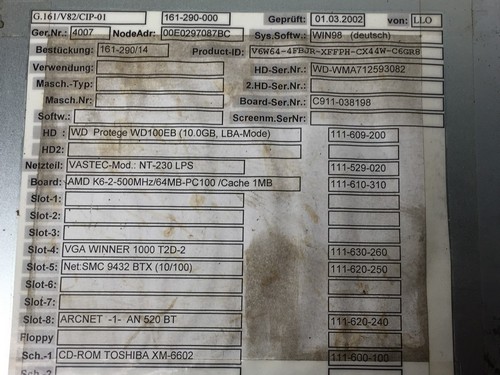 G.161/V82/CIP-01 161-290-000 Geprüft: 01.03.2002 von: LLO
Ger.Nr.: 4007 NodeAdr: 00E0297087BC Sys.Softw.: WIN98 (deutsch)
Bestückung: 161-290/14 Product-ID: V6W64-4FBJR-XFFPH-CX44W-C6GR8
Verwendung HD-Ser.Nr.: WD-WMA712593082
Masch.-Typ: 2.HD-Ser.Nr.:
Masch.Nr: Board-Ser.Nr.: C911-038198
Softw.: Screenm.SerNr:
HD : WD Protege WD100EB (10.0GB, LBA-Mode) 111-609-200
HD2:
Netzteil: VASTEC-Mod.: NT-230 LPS 111-529-020
Board: AMD K6-2-500MHz/64MB-PC100 /Cache 1MB 111-610-310
Slot-1:
Slot-2:
Slot-3:
Slot-4: VGA WINNER 1000 T2D-2 111-630-260
Slot-5: Net:SMC 9432 BTX (10/100) 111-620-250
Slot-6:
Slot-7:
Slot-8: ARCNET -1- AN 520 BT 111-620-240
Floppy
Sch.-1 CD-ROM TOSHIBA XM-6602 111-600-100
Sch.-2